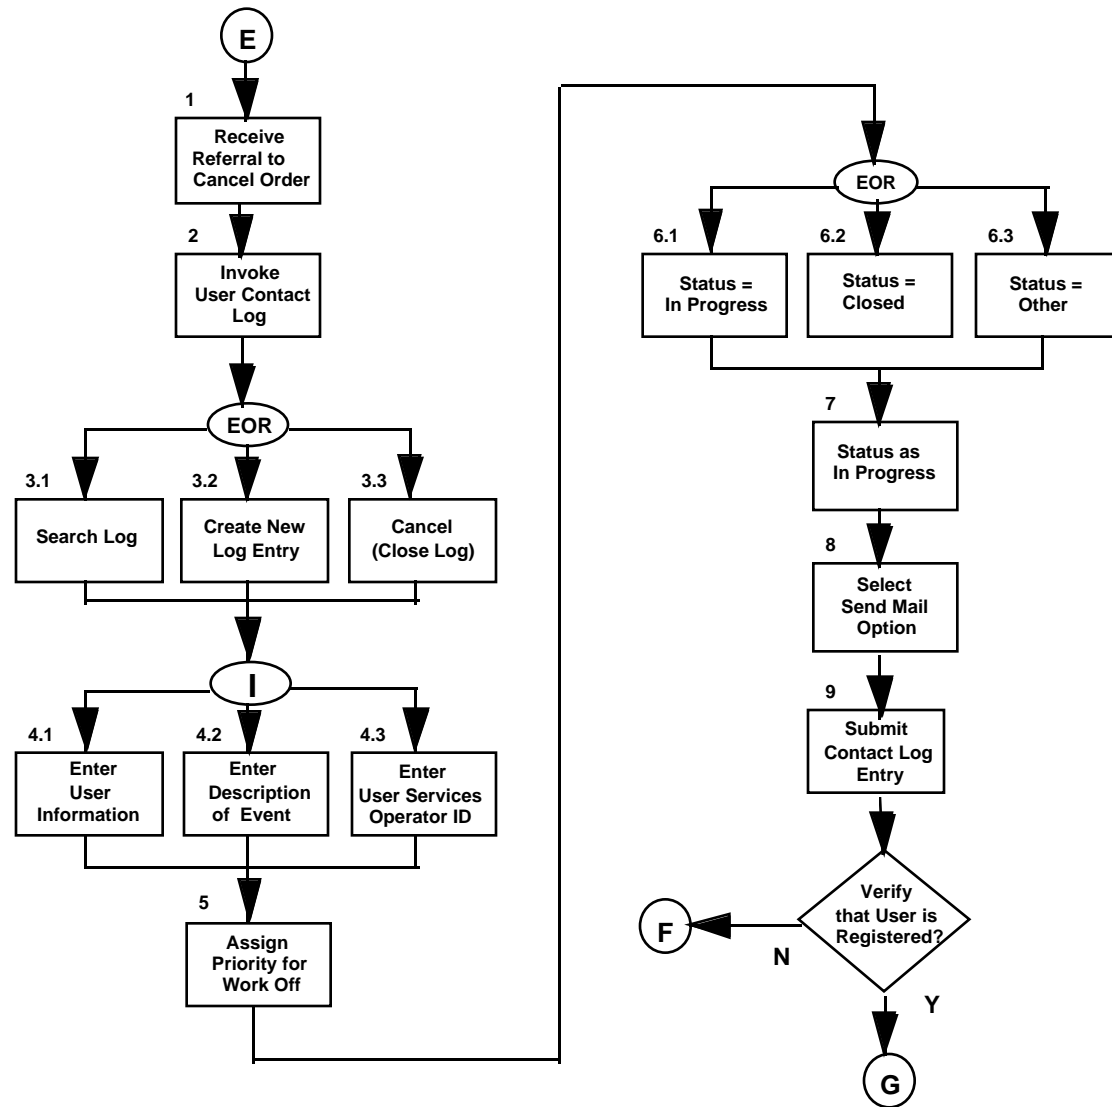 E
1
Receive
Referral to
Cancel Order
2
Invoke
User Contact
Log
EOR
3.1
Search Log
3.2
Create New
Log Entry
3.3
Cancel
(Close Log)
I
4.1
Enter
User
Information
4.2
Enter
Description
of Event
4.3
Enter
User Services
Operator ID
5
Assign
Priority for
Work Off
EOR
6.1
Status =
In Progress
6.2
Status =
Closed
6.3
Status =
Other
7
Status as
In Progress
8
Select
Send Mail
Option
9
Submit
Contact Log
Entry
Verify
that User is
Registered?
N
F
Y
G